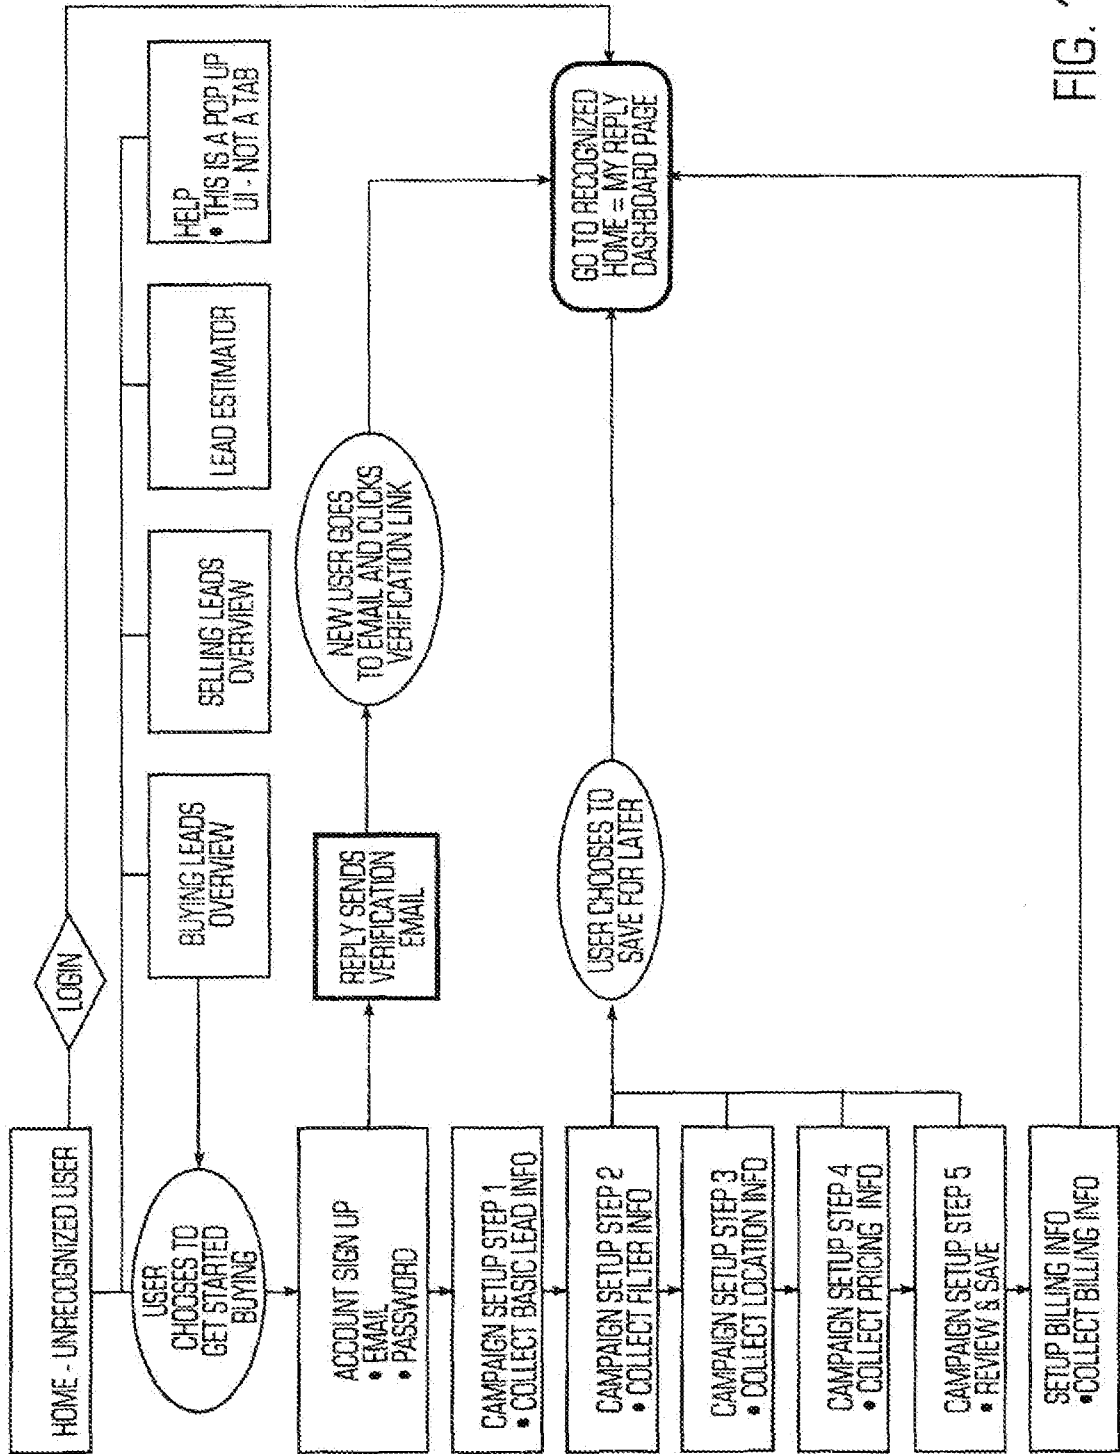 HOME - UNRECOGNIZED USER
LOGIN
USER
CHOOSES TO
GET STARTED
BUYING
BUYING LEADS
OVERVIEW
SELLING LEADS
OVERVIEW
LEAD ESTIMATOR
HELP
• THIS IS A POP UP
UI - NOT A TAB
ACCOUNT SIGN UP
• EMAIL
• PASSWORD
REPLY SENDS
VERIFICATION
EMAIL
NEW USER GOES
TO EMAIL AND CLICKS
VERIFICATION LINK
CAMPAIGN SETUP STEP 1
• COLLECT BASIC LEAD INFO
CAMPAIGN SETUP STEP 2
• COLLECT FILTER INFO
USER CHOOSES TO
SAVE FOR LATER
GO TO RECOGNIZED
HOME = MY REPLY
DASHBOARD PAGE
CAMPAIGN SETUP STEP 3
• COLLECT LOCATION INFO
CAMPAIGN SETUP STEP 4
• COLLECT PRICING INFO
CAMPAIGN SETUP STEP 5
• REVIEW & SAVE
SETUP BILLING INFO
• COLLECT BILLING INFO
FIG.